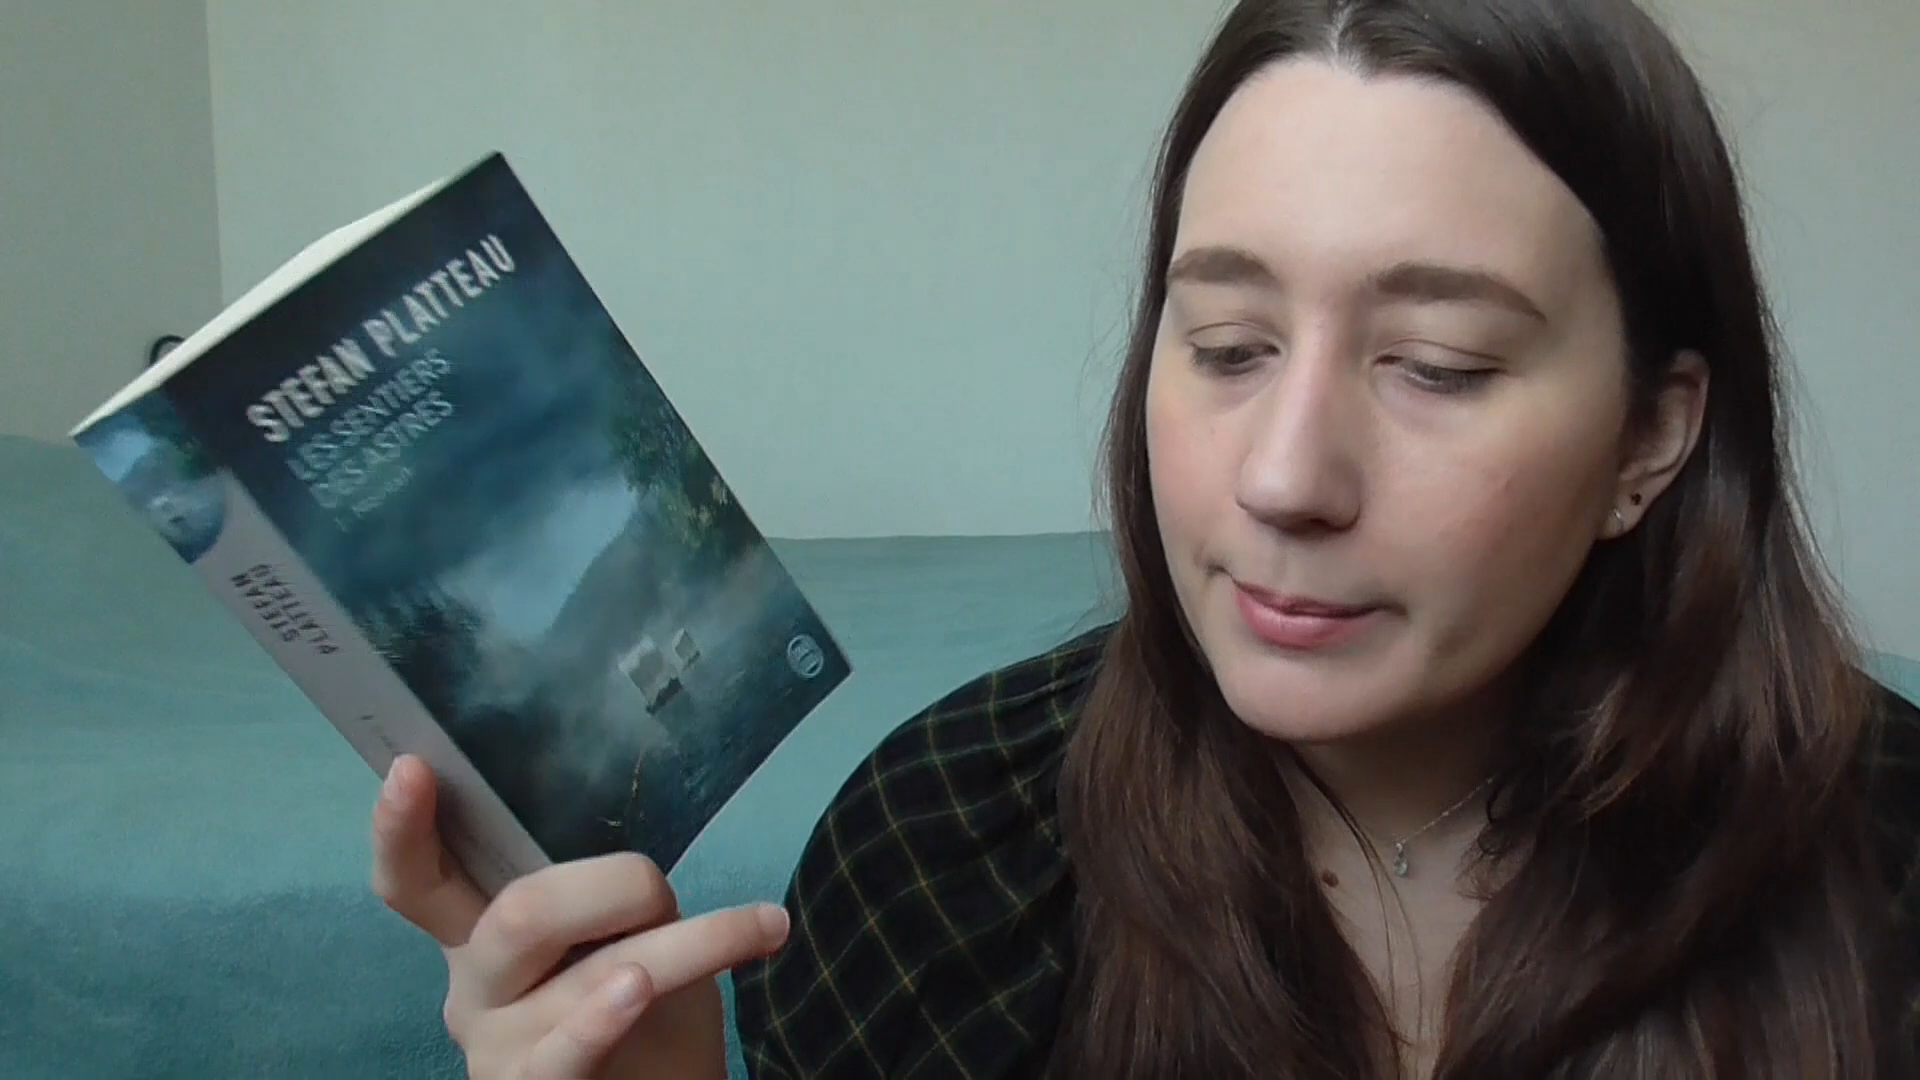 STEFAN PLATTEAU
LES SENTIERS
DES ASTRES
STEFAN
PLATTEAU